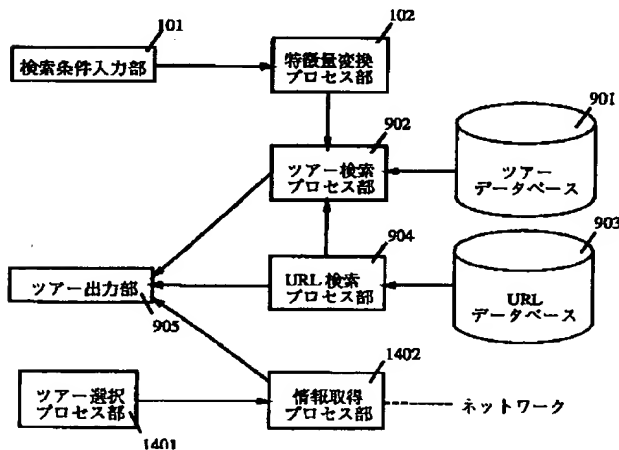 101
検索条件入力部
102
特徴量変換
プロセス部
902
ツアー検索
プロセス部
901
ツアー
データベース
904
URL 検索
プロセス部
903
URL
データベース
ツアー出力部
905
ツアー選択
プロセス部
1401
1402
情報取得
プロセス部
ネットワーク